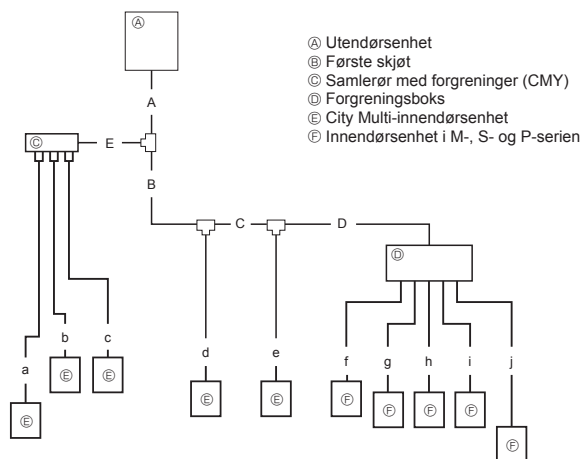 Ⓐ
Ⓐ Utendørsenhet
Ⓑ Første skjøt
Ⓒ Samlerør med forgreninger (CMY)
Ⓓ Forgreningsboks
Ⓔ City Multi-innendørsenhet
Ⓕ Innendørsenhet i M-, S- og P-serien
A
Ⓒ
E
B
C
D
Ⓓ
a
b
c
d
e
f
g
h
i
j
Ⓔ
Ⓔ
Ⓔ
Ⓔ
Ⓔ
Ⓕ
Ⓕ
Ⓕ
Ⓕ
Ⓕ